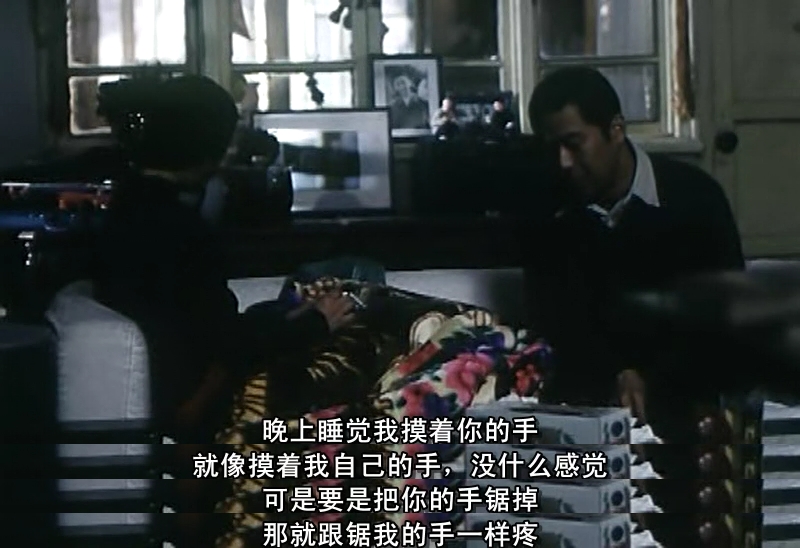 晚上睡觉我摸着你的手
就像摸着我自己的手，没什么感觉
可是要是把你的手锯掉
那就跟锯我的手一样疼